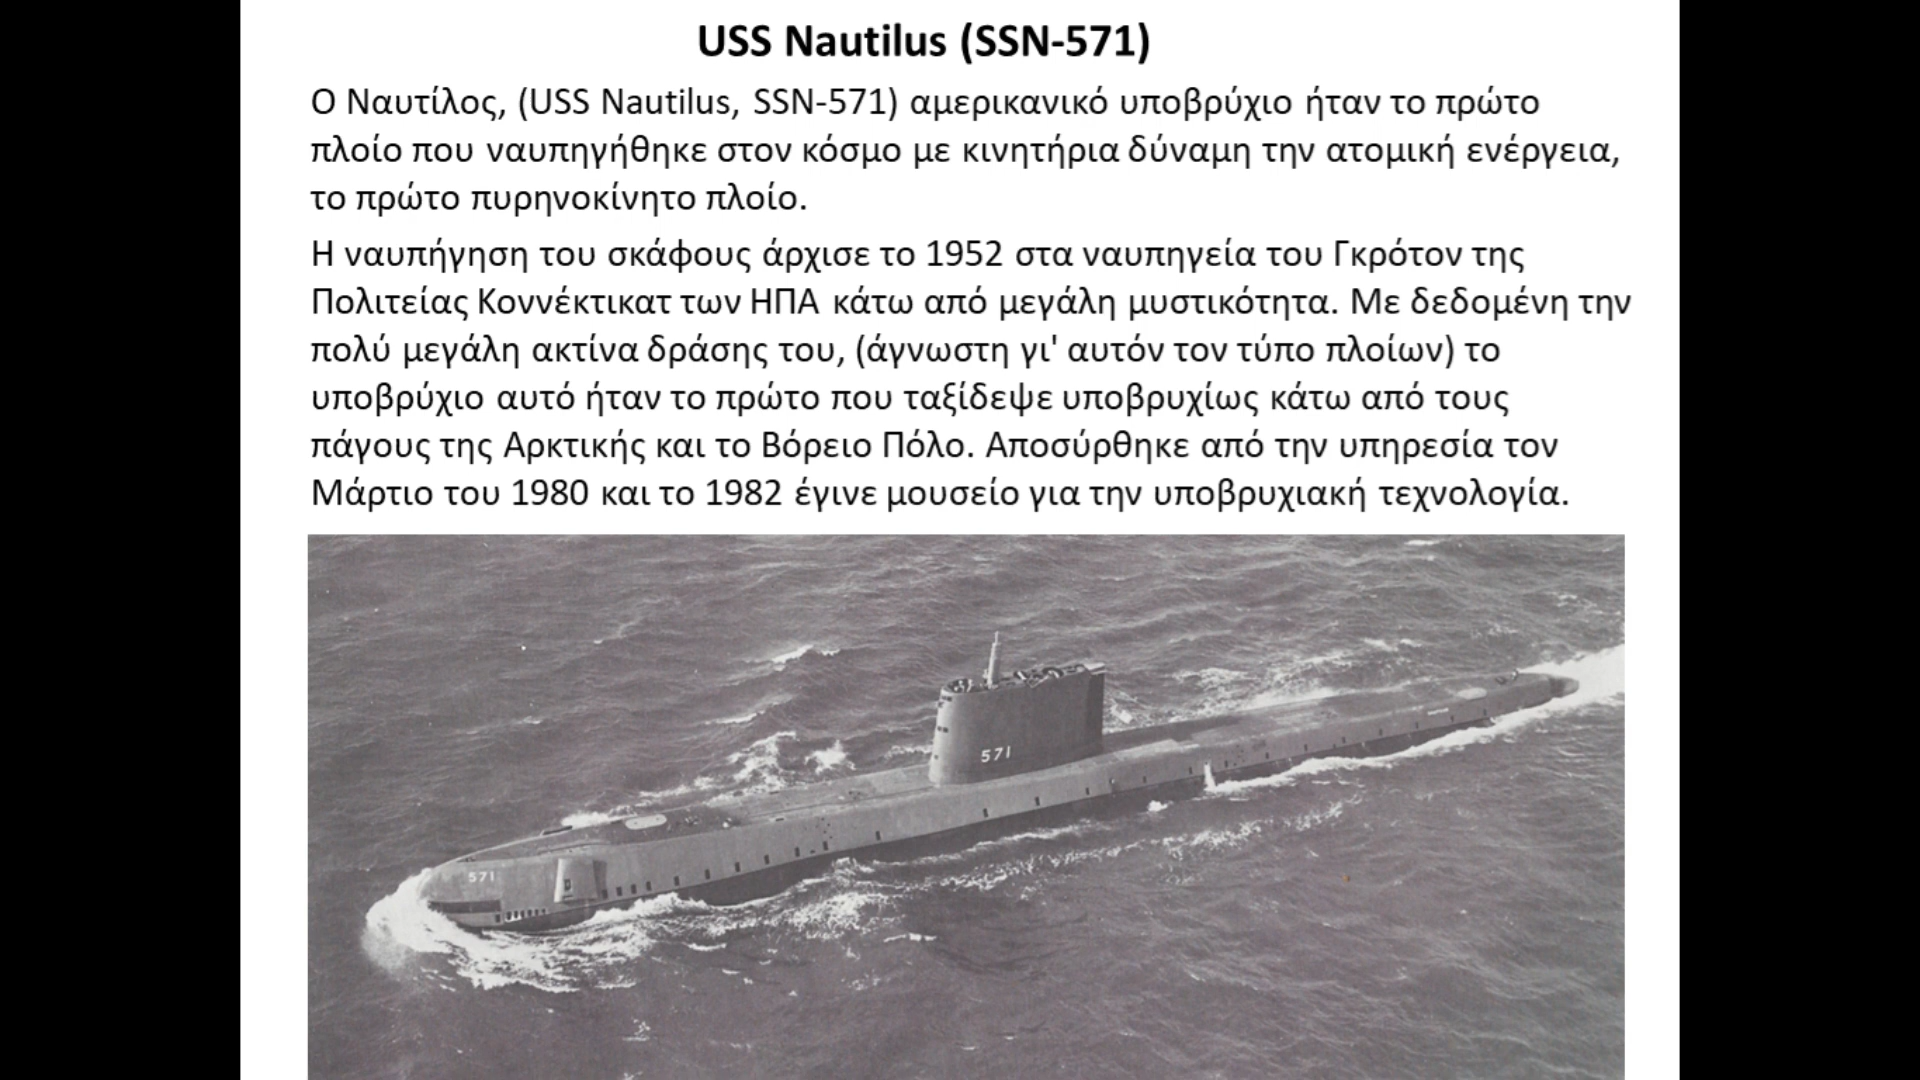 USS Nautilus (SSN-571)
Ο Ναυτίλος, (USS Nautilus, SSN-571) αμερικανικό υποβρύχιο ήταν το πρώτο
πλοίο που ναυπηγήθηκε στον κόσμο με κινητήρια δύναμη την ατομική ενέργεια,
το πρώτο πυρηνοκίνητο πλοίο.
Η ναυπήγηση του σκάφους άρχισε το 1952 στα ναυπηγεία του Γκρότον της
Πολιτείας Κοννέκτικατ των ΗΠΑ κάτω από μεγάλη μυστικότητα. Με δεδομένη την
πολύ μεγάλη ακτίνα δράσης του, (άγνωστη γι' αυτόν τον τύπο πλοίων) το
υποβρύχιο αυτό ήταν το πρώτο που ταξίδεψε υποβρυχίως κάτω από τους
πάγους της Αρκτικής και το Βόρειο Πόλο. Αποσύρθηκε από την υπηρεσία τον
Μάρτιο του 1980 και το 1982 έγινε μουσείο για την υποβρυχιακή τεχνολογία.
571
571